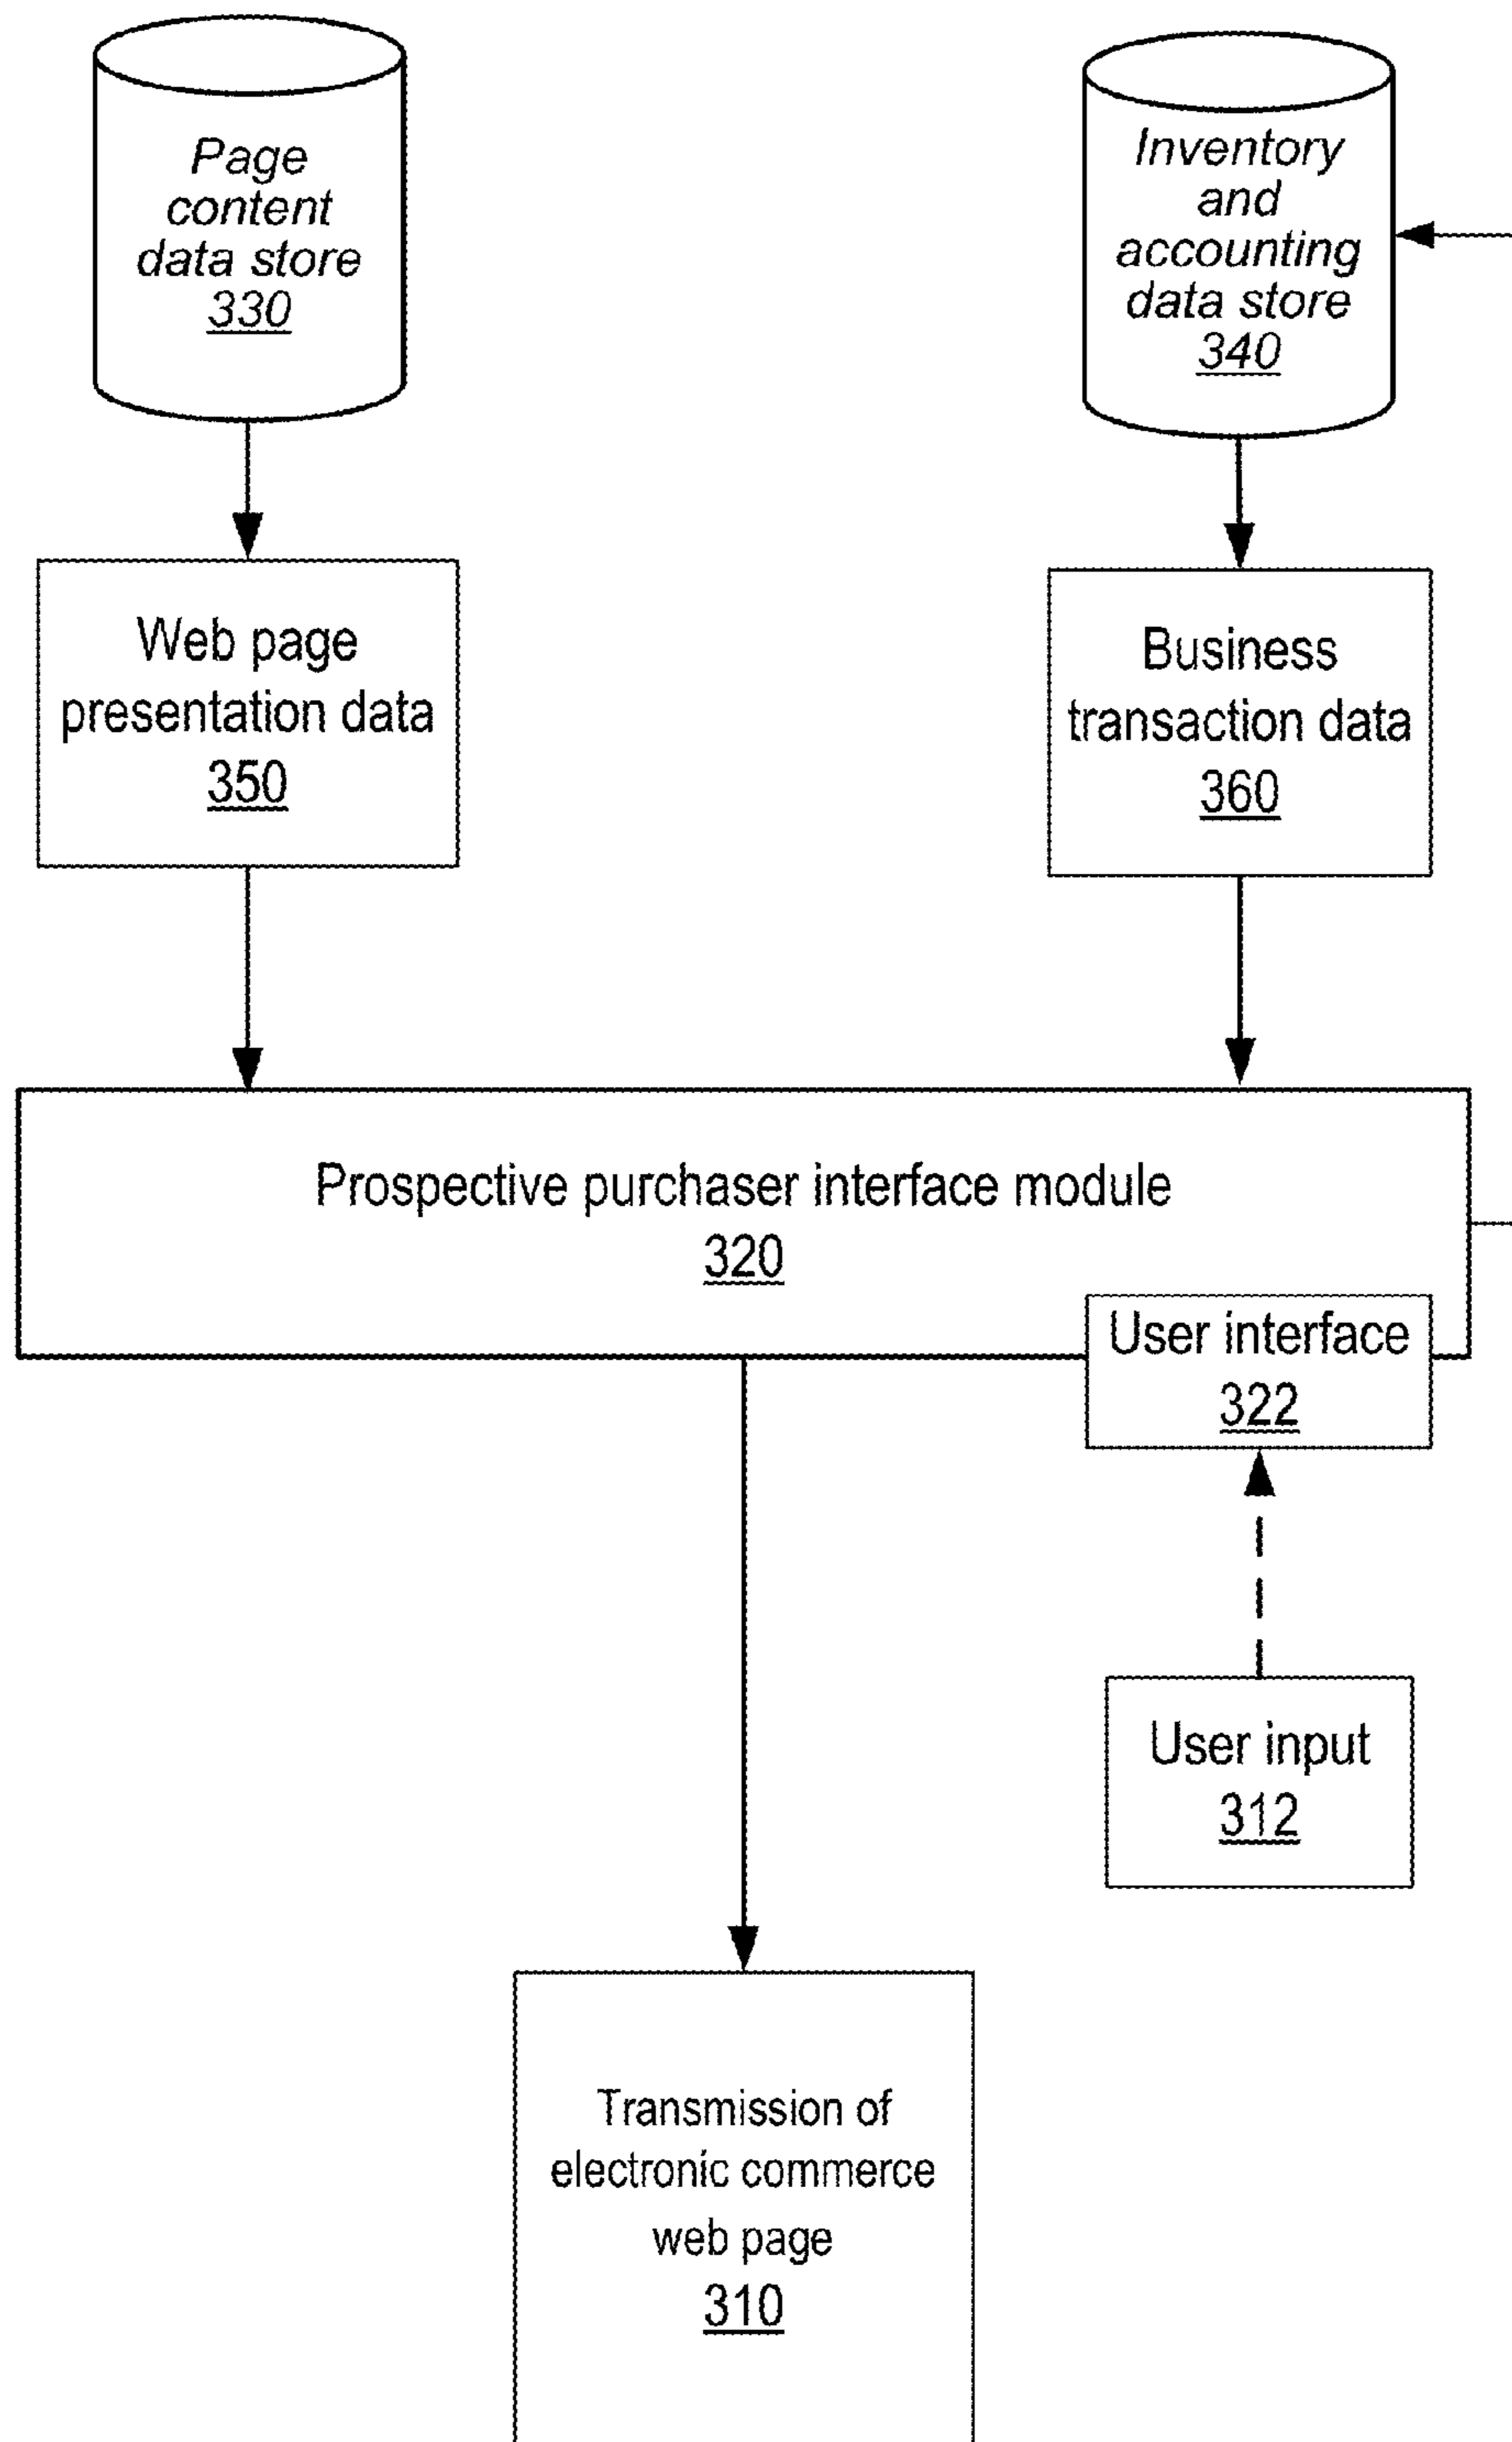 Page
content
data store
330
Inventory
and
accounting
data store
340
Web page
presentation data
350
Business
transaction data
360
Prospective purchaser interface module
320
User interface
322
User input
312
Transmission of
electronic commerce
web page
310